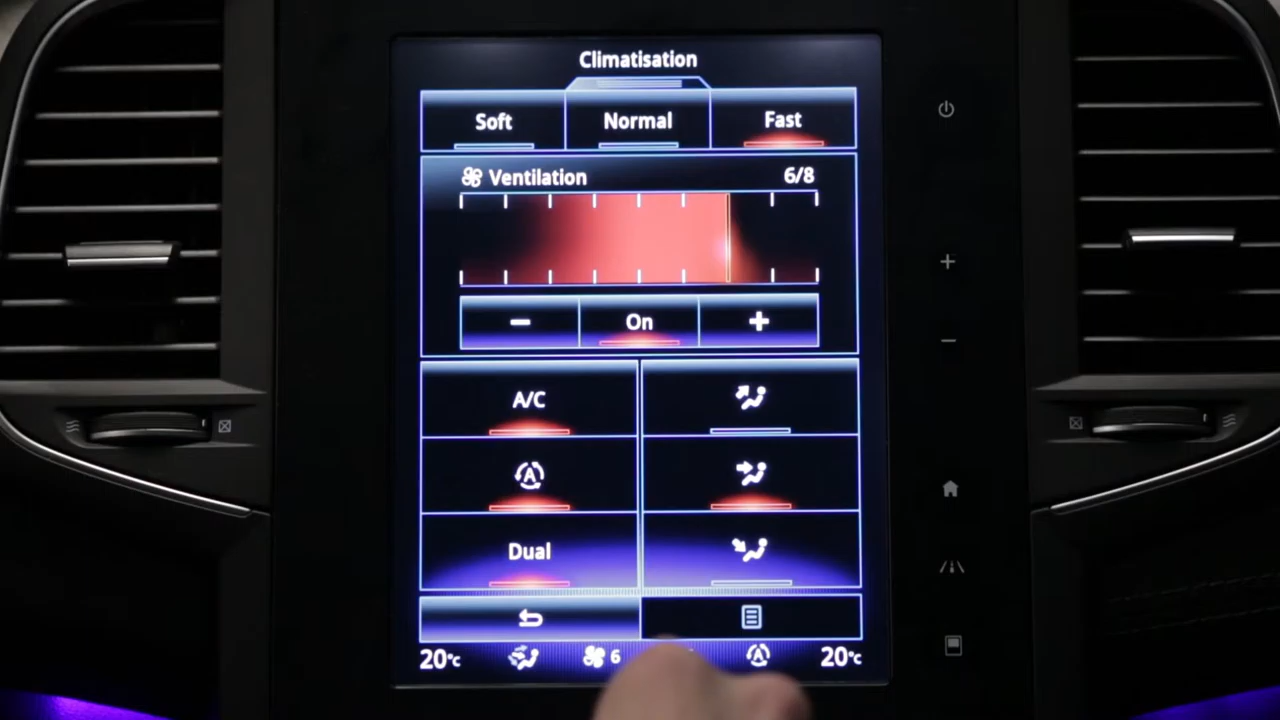 Climatisation
Soft Normal Fast
Ventilation 6/8
− On +
A/C
A
Dual
20°C 6 A 20°C